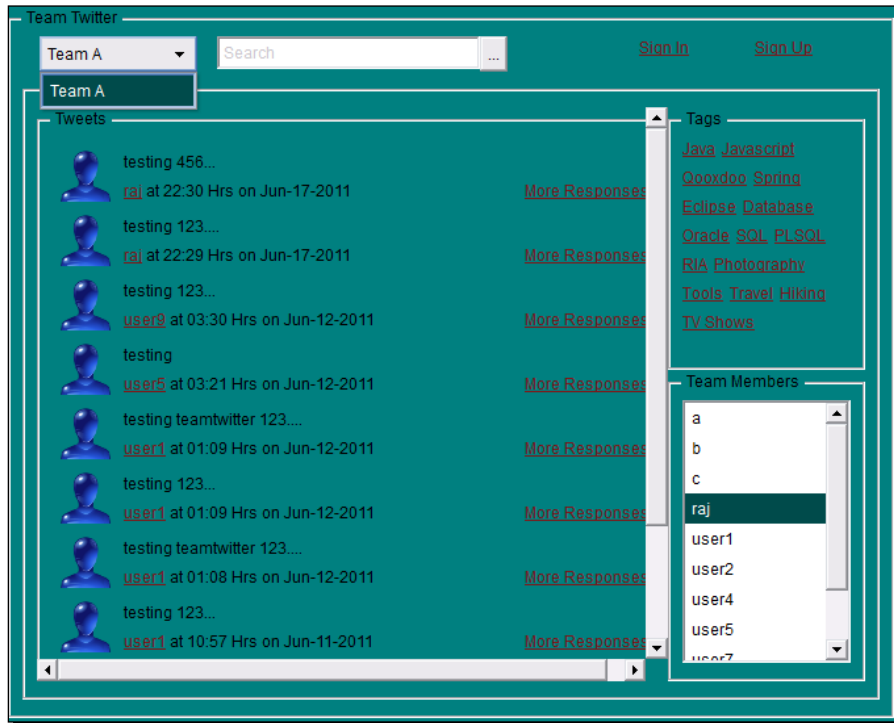 Team Twitter
Team A Search ... Sign In Sign Up
Team A
Tweets
testing 456...
raj at 22:30 Hrs on Jun-17-2011 More Responses
testing 123....
raj at 22:29 Hrs on Jun-17-2011 More Responses
testing 123...
user9 at 03:30 Hrs on Jun-12-2011 More Responses
testing
user5 at 03:21 Hrs on Jun-12-2011 More Responses
testing teamtwitter 123....
user1 at 01:09 Hrs on Jun-12-2011 More Responses
testing 123...
user1 at 01:09 Hrs on Jun-12-2011 More Responses
testing teamtwitter 123....
user1 at 01:08 Hrs on Jun-12-2011 More Responses
testing 123...
user1 at 10:57 Hrs on Jun-11-2011 More Responses
Tags
Java Javascript
Qooxdoo Spring
Eclipse Database
Oracle SQL PLSQL
RIA Photography
Tools Travel Hiking
TV Shows
Team Members
a
b
c
raj
user1
user2
user4
user5
user7